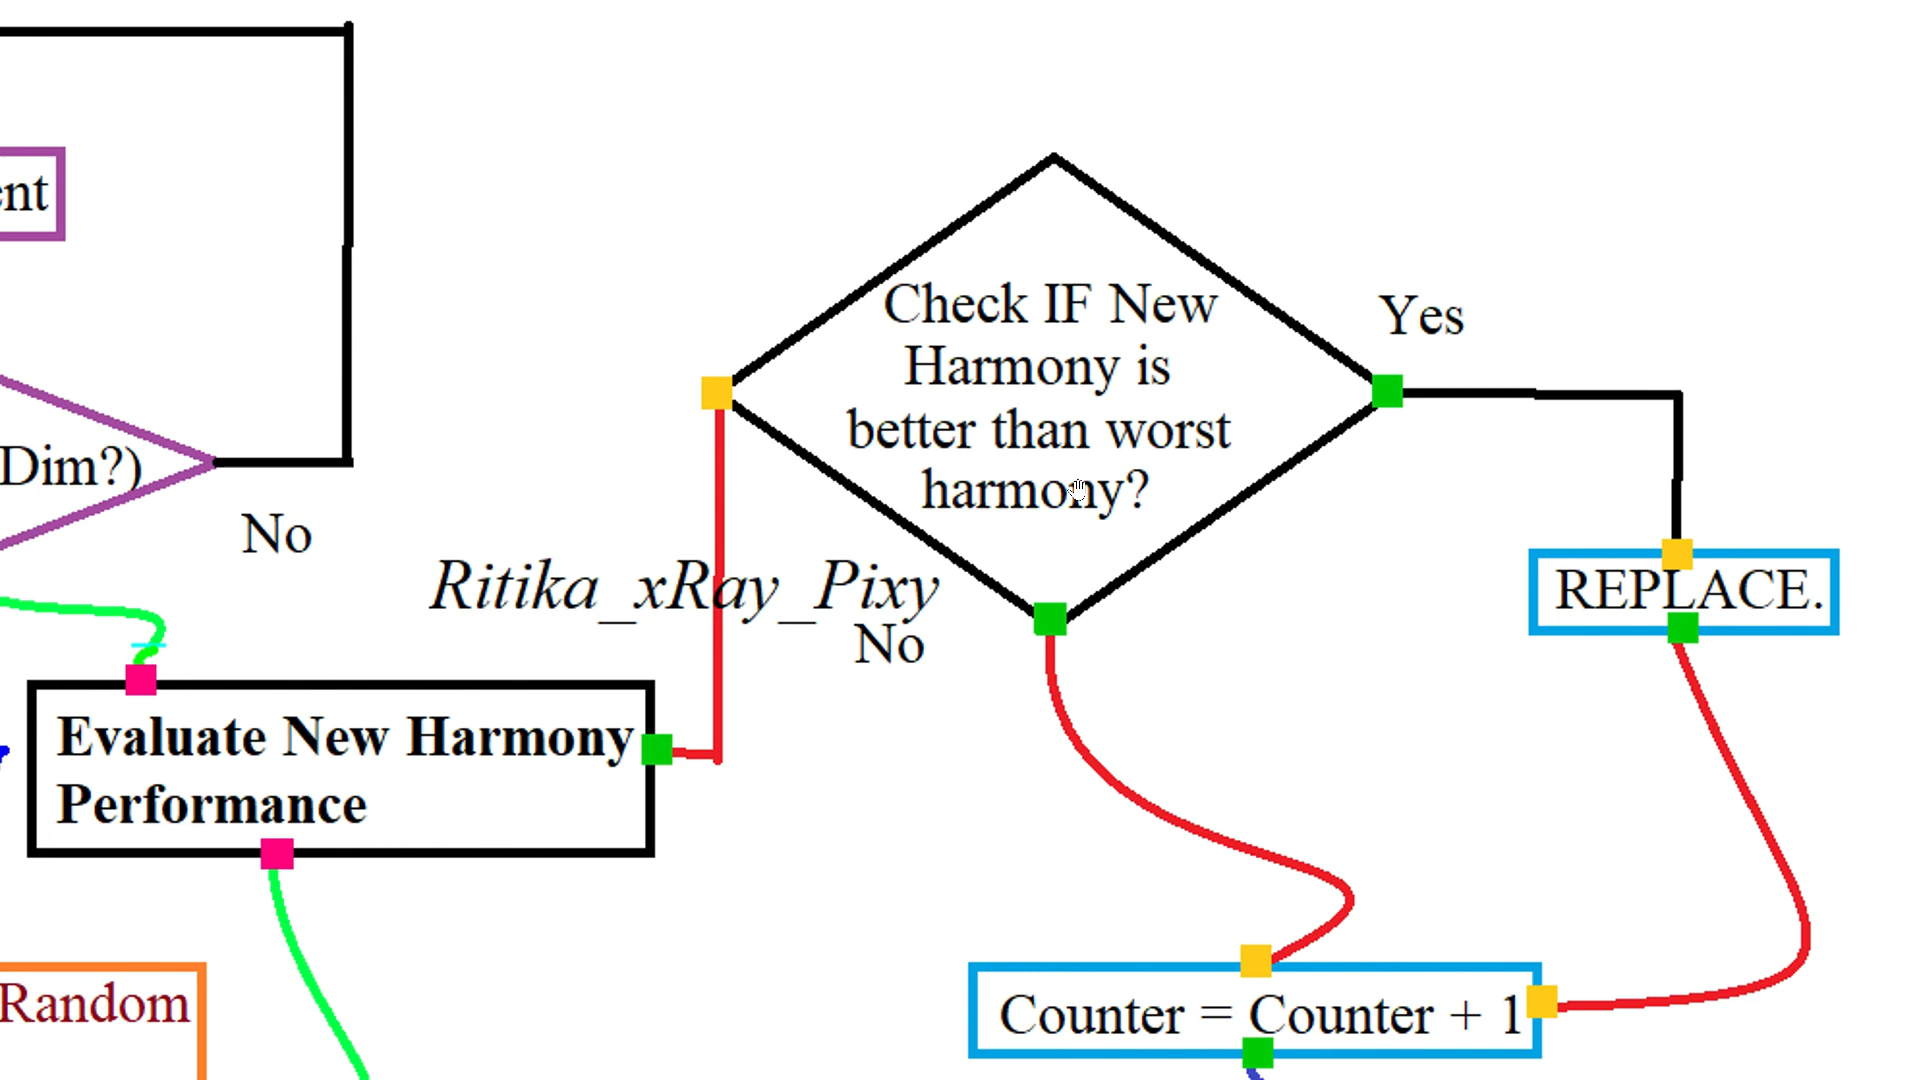 ent
Dim?)
No
Check IF New
Harmony is
better than worst
harmony?
Yes
REPLACE.
Ritika_xRay_Pixy
No
Evaluate New Harmony
Performance
Random
Counter = Counter + 1